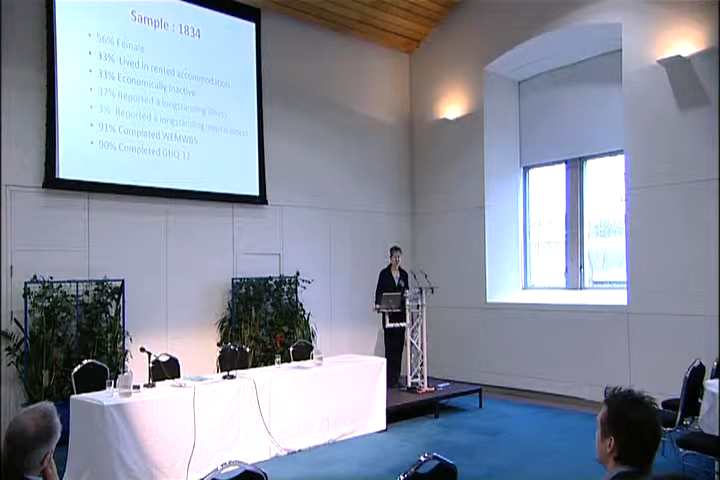 Sample : 1834
• 56% Female
• 33% Lived in rented accommodation
• 33% Economically inactive
• 37% Reported a longstanding illness
• 3% Reported a longstanding mental illness
• 91% Completed WEMWBS
• 90% Completed GHQ-12